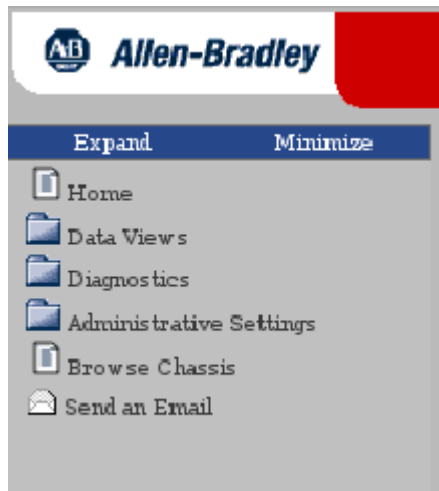 AB Allen-Bradley
Expand Minimize
Home
Data Views
Diagnostics
Administrative Settings
Browse Chassis
Send an Email